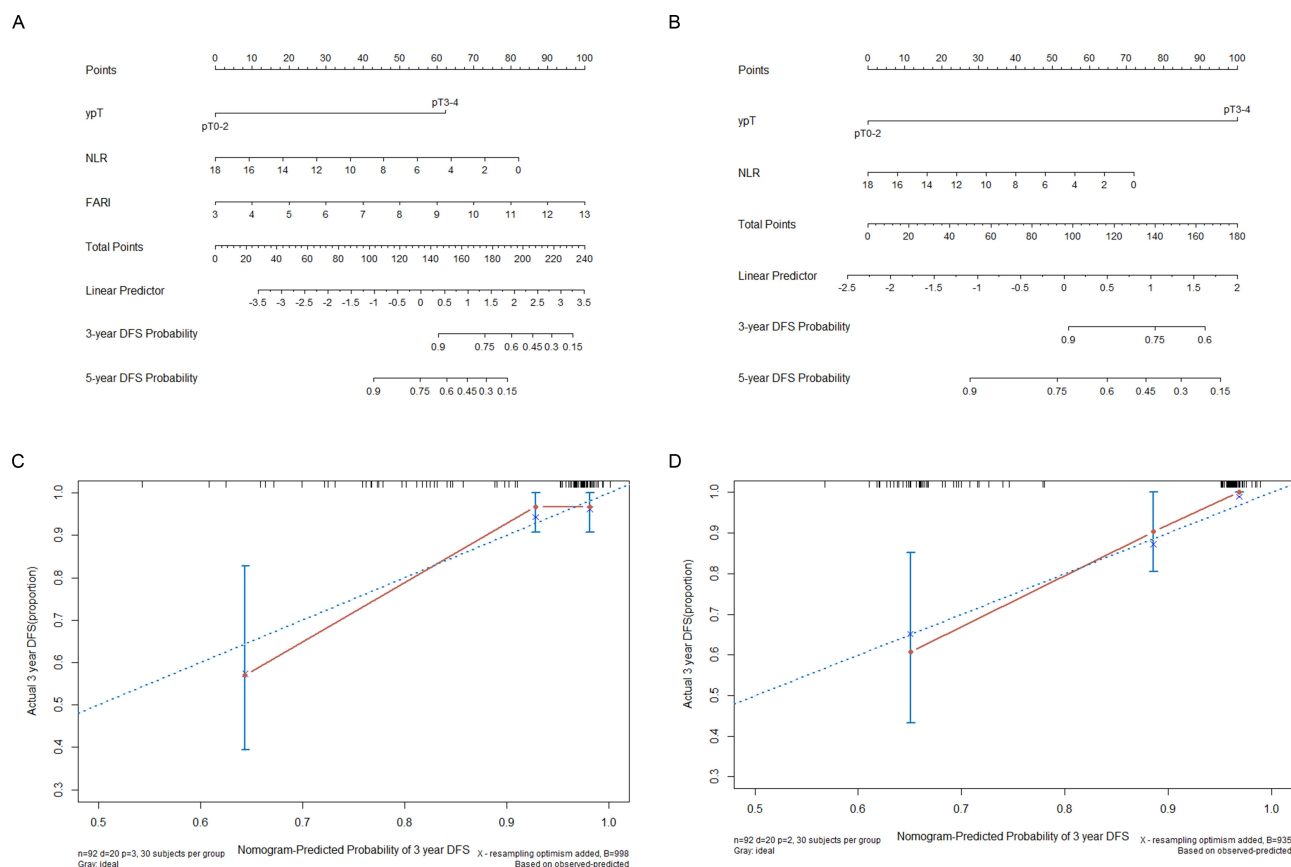 A
0 10 20 30 40 50 60 70 80 90 100
Points
pT3-4
ypT
pT0-2
NLR
18 16 14 12 10 8 6 4 2 0
FARI
3 4 5 6 7 8 9 10 11 12 13
Total Points
0 20 40 60 80 100 120 140 160 180 200 220 240
Linear Predictor
-3.5 -3 -2.5 -2 -1.5 -1 -0.5 0 0.5 1 1.5 2 2.5 3 3.5
3-year DFS Probability
0.9 0.75 0.6 0.45 0.3 0.15
5-year DFS Probability
0.9 0.75 0.6 0.45 0.3 0.15
B
0 10 20 30 40 50 60 70 80 90 100
Points
pT3-4
ypT
pT0-2
NLR
18 16 14 12 10 8 6 4 2 0
Total Points
0 20 40 60 80 100 120 140 160 180
Linear Predictor
-2.5 -2 -1.5 -1 -0.5 0 0.5 1 1.5 2
3-year DFS Probability
0.9 0.75 0.6
5-year DFS Probability
0.9 0.75 0.6 0.45 0.3 0.15
C
Actual 3 year DFS(proportion)
1.0
0.9
0.8
0.7
0.6
0.5
0.4
0.3
0.5 0.6 0.7 0.8 0.9 1.0
Nomogram-Predicted Probability of 3 year DFS
n=92 d=20 p=3, 30 subjects per group
Gray: ideal
X - resampling optimism added, B=998
Based on observed-predicted
D
Actual 3 year DFS(proportion)
1.0
0.9
0.8
0.7
0.6
0.5
0.4
0.3
0.5 0.6 0.7 0.8 0.9 1.0
Nomogram-Predicted Probability of 3 year DFS
n=92 d=20 p=2, 30 subjects per group
Gray: ideal
X - resampling optimism added, B=935
Based on observed-predicted